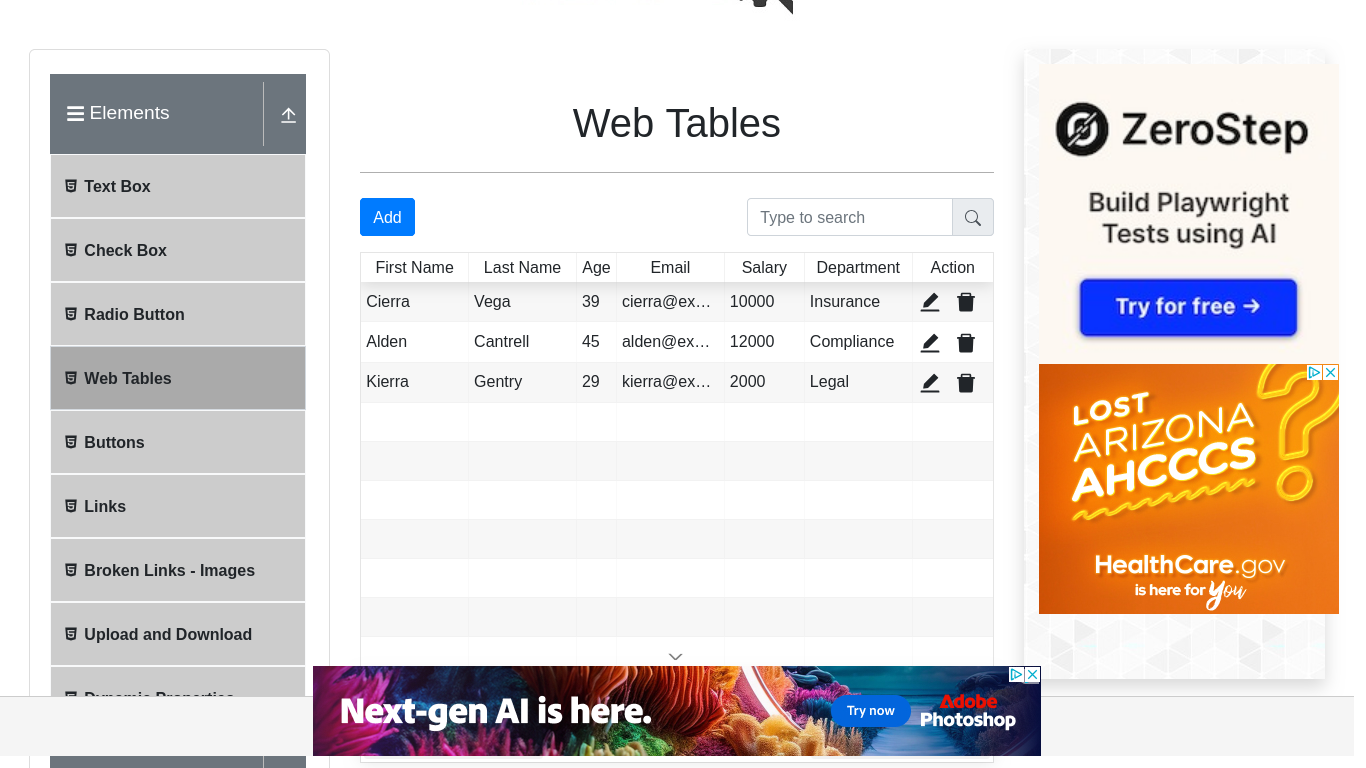 Elements
Text Box
Check Box
Radio Button
Web Tables
Buttons
Links
Broken Links - Images
Upload and Download
Dynamic Properties
Web Tables
Add
Type to search
First Name Last Name Age Email Salary Department Action
Cierra Vega 39 cierra@ex… 10000 Insurance
Alden Cantrell 45 alden@ex… 12000 Compliance
Kierra Gentry 29 kierra@ex… 2000 Legal
ZeroStep
Build Playwright
Tests using AI
Try for free →
LOST
ARIZONA
AHCCCS?
HealthCare.gov
is here for You
Next-gen AI is here.
Try now
Adobe
Photoshop